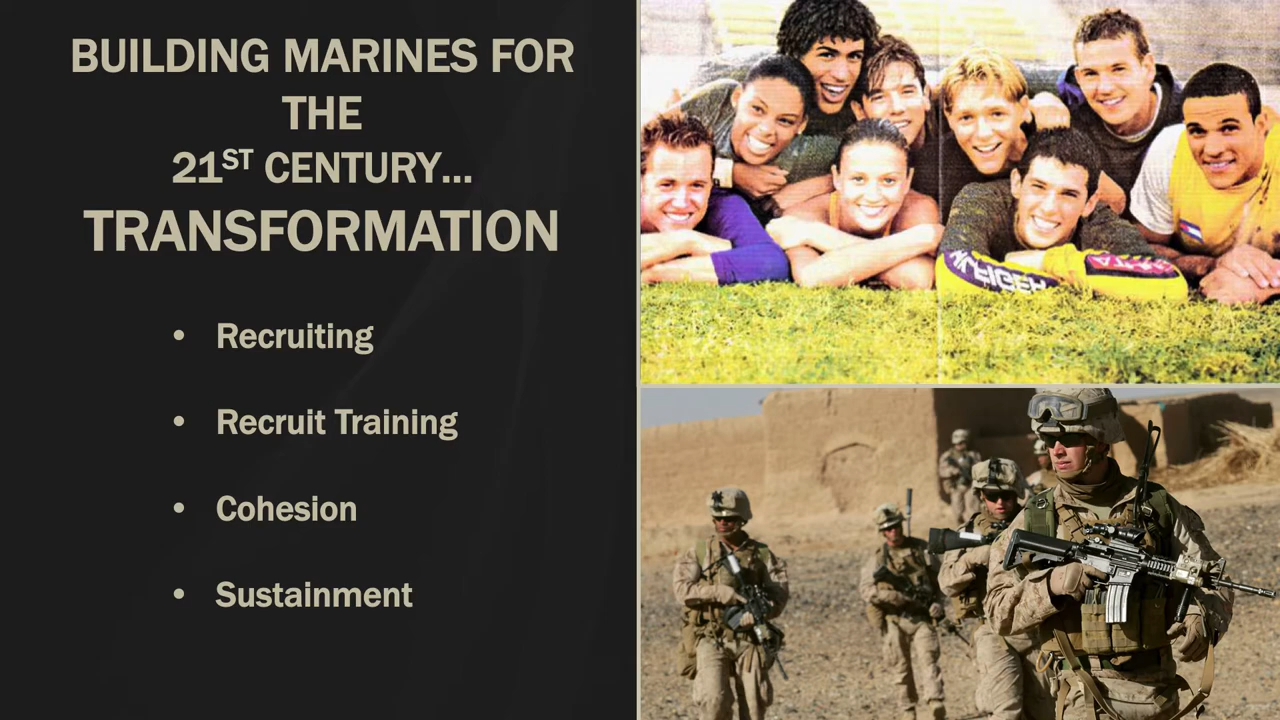 BUILDING MARINES FOR
THE
21ST CENTURY...
TRANSFORMATION
• Recruiting
• Recruit Training
• Cohesion
• Sustainment